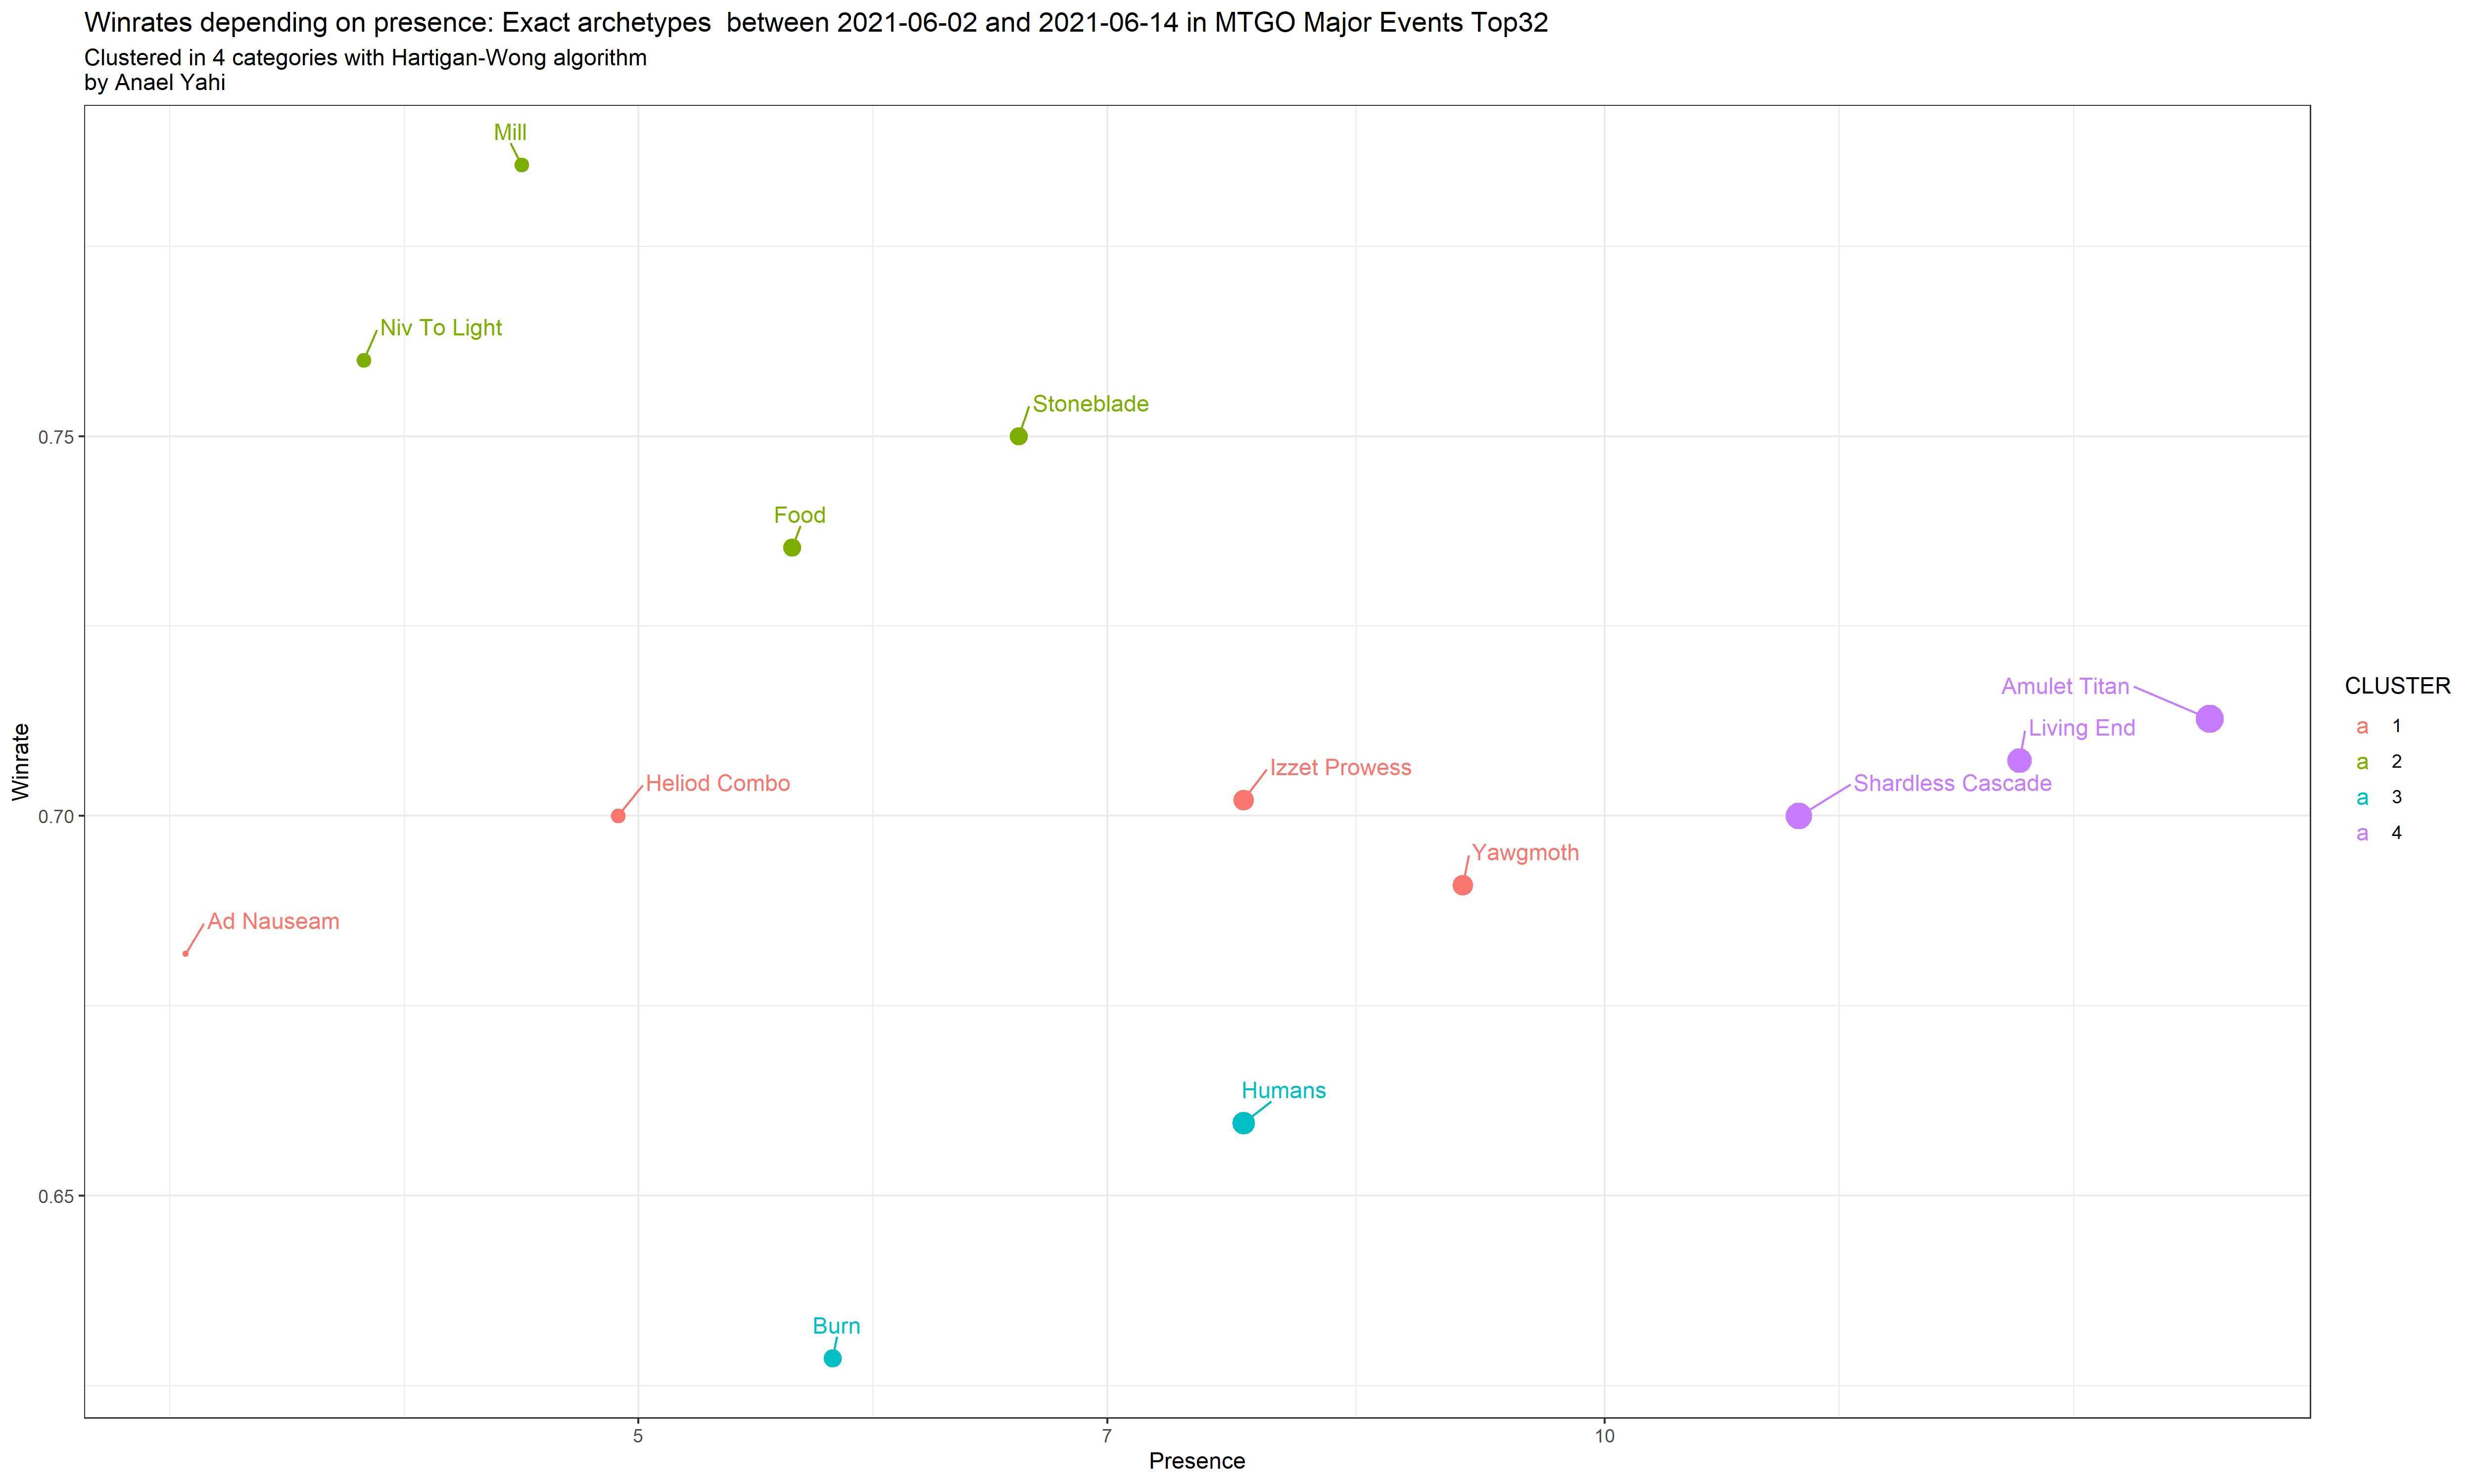 Winrates depending on presence: Exact archetypes  between 2021-06-02 and 2021-06-14 in MTGO Major Events Top32
Clustered in 4 categories with Hartigan-Wong algorithm
by Anael Yahi
Mill
Niv To Light
Stoneblade
Food
Amulet Titan
Living End
Shardless Cascade
Izzet Prowess
Heliod Combo
Yawgmoth
Ad Nauseam
Humans
Burn
0.75
0.70
0.65
Winrate
5
7
10
Presence
CLUSTER
a 1
a 2
a 3
a 4